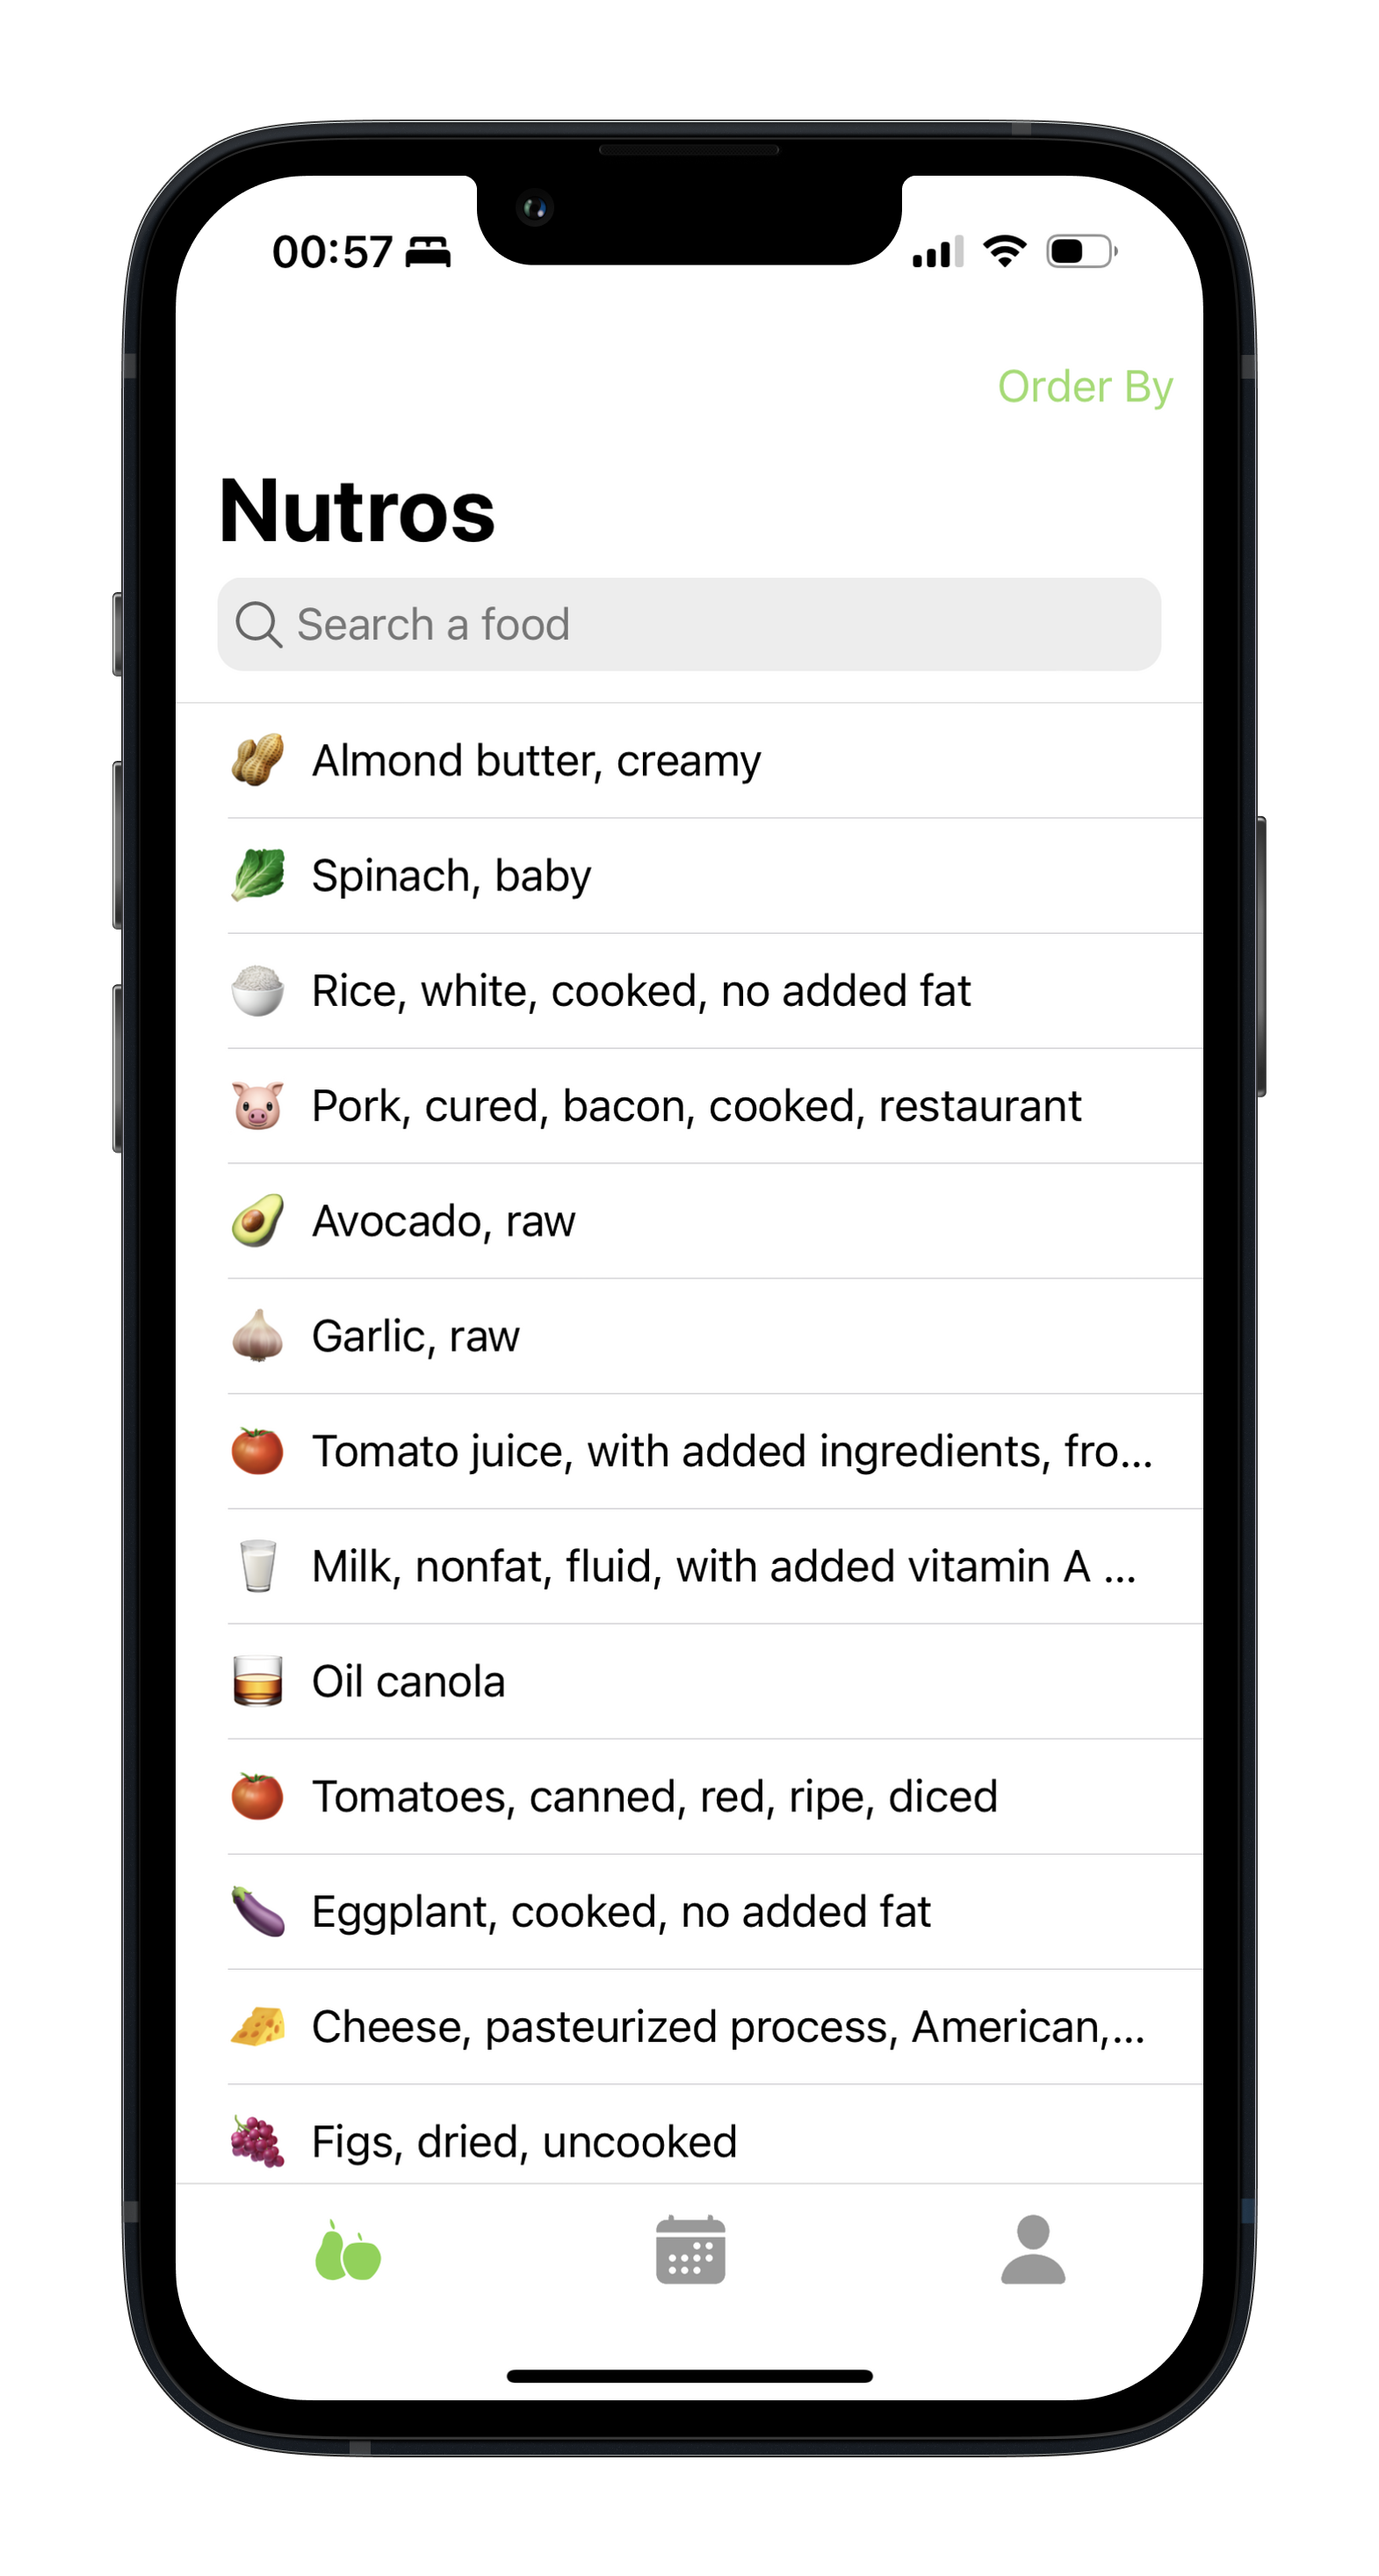 00:57
Order By
Nutros
Search a food
Almond butter, creamy
Spinach, baby
Rice, white, cooked, no added fat
Pork, cured, bacon, cooked, restaurant
Avocado, raw
Garlic, raw
Tomato juice, with added ingredients, fro...
Milk, nonfat, fluid, with added vitamin A ...
Oil canola
Tomatoes, canned, red, ripe, diced
Eggplant, cooked, no added fat
Cheese, pasteurized process, American,...
Figs, dried, uncooked